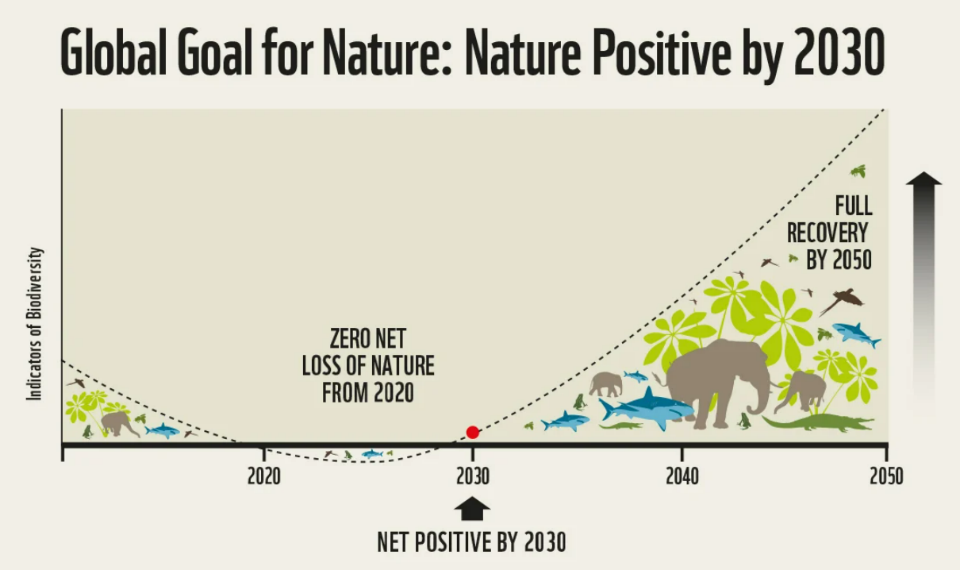 Global Goal for Nature: Nature Positive by 2030
Indicators of Biodiversity
ZERO NET
LOSS OF NATURE
FROM 2020
FULL
RECOVERY
BY 2050
2020
2030
2040
2050
NET POSITIVE BY 2030